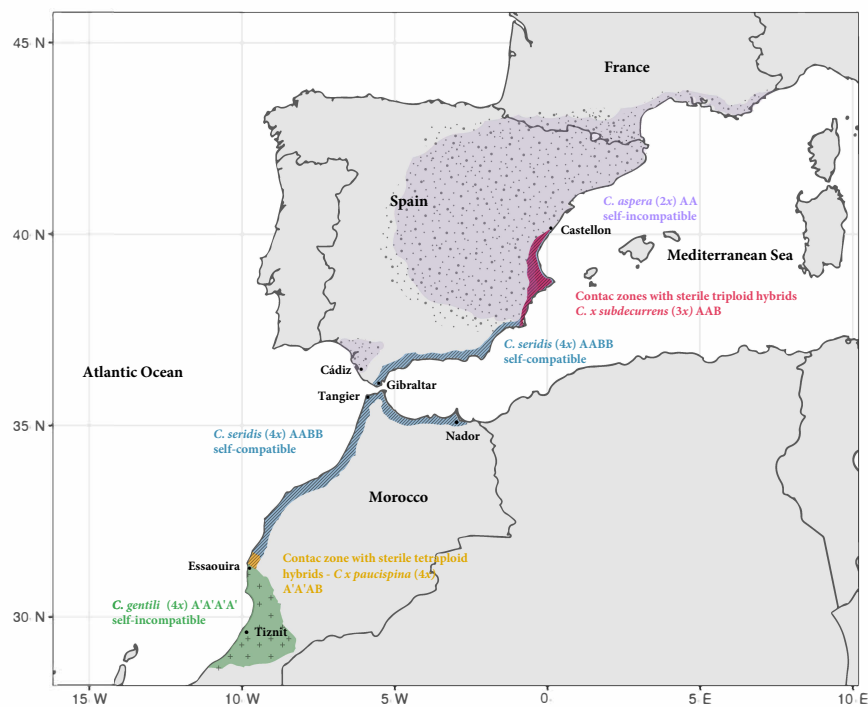 45 N
France
Spain
C. aspera (2x) AA
self-incompatible
40 N
Castellon
Mediterranean Sea
Contac zones with sterile triploid hybrids
C. x subdecurrens (3x) AAB
C. seridis (4x) AABB
self-compatible
Atlantic Ocean
Cádiz
Gibraltar
Tangier
35 N
C. seridis (4x) AABB
self-compatible
Nador
Morocco
Essaouira
Contac zone with sterile tetraploid
hybrids - C x paucispina (4x)
A'A'AB
C. gentili (4x) A'A'A'A'
self-incompatible
30 N
Tiznit
15 W
10 W
5 W
0
5 E
10 E